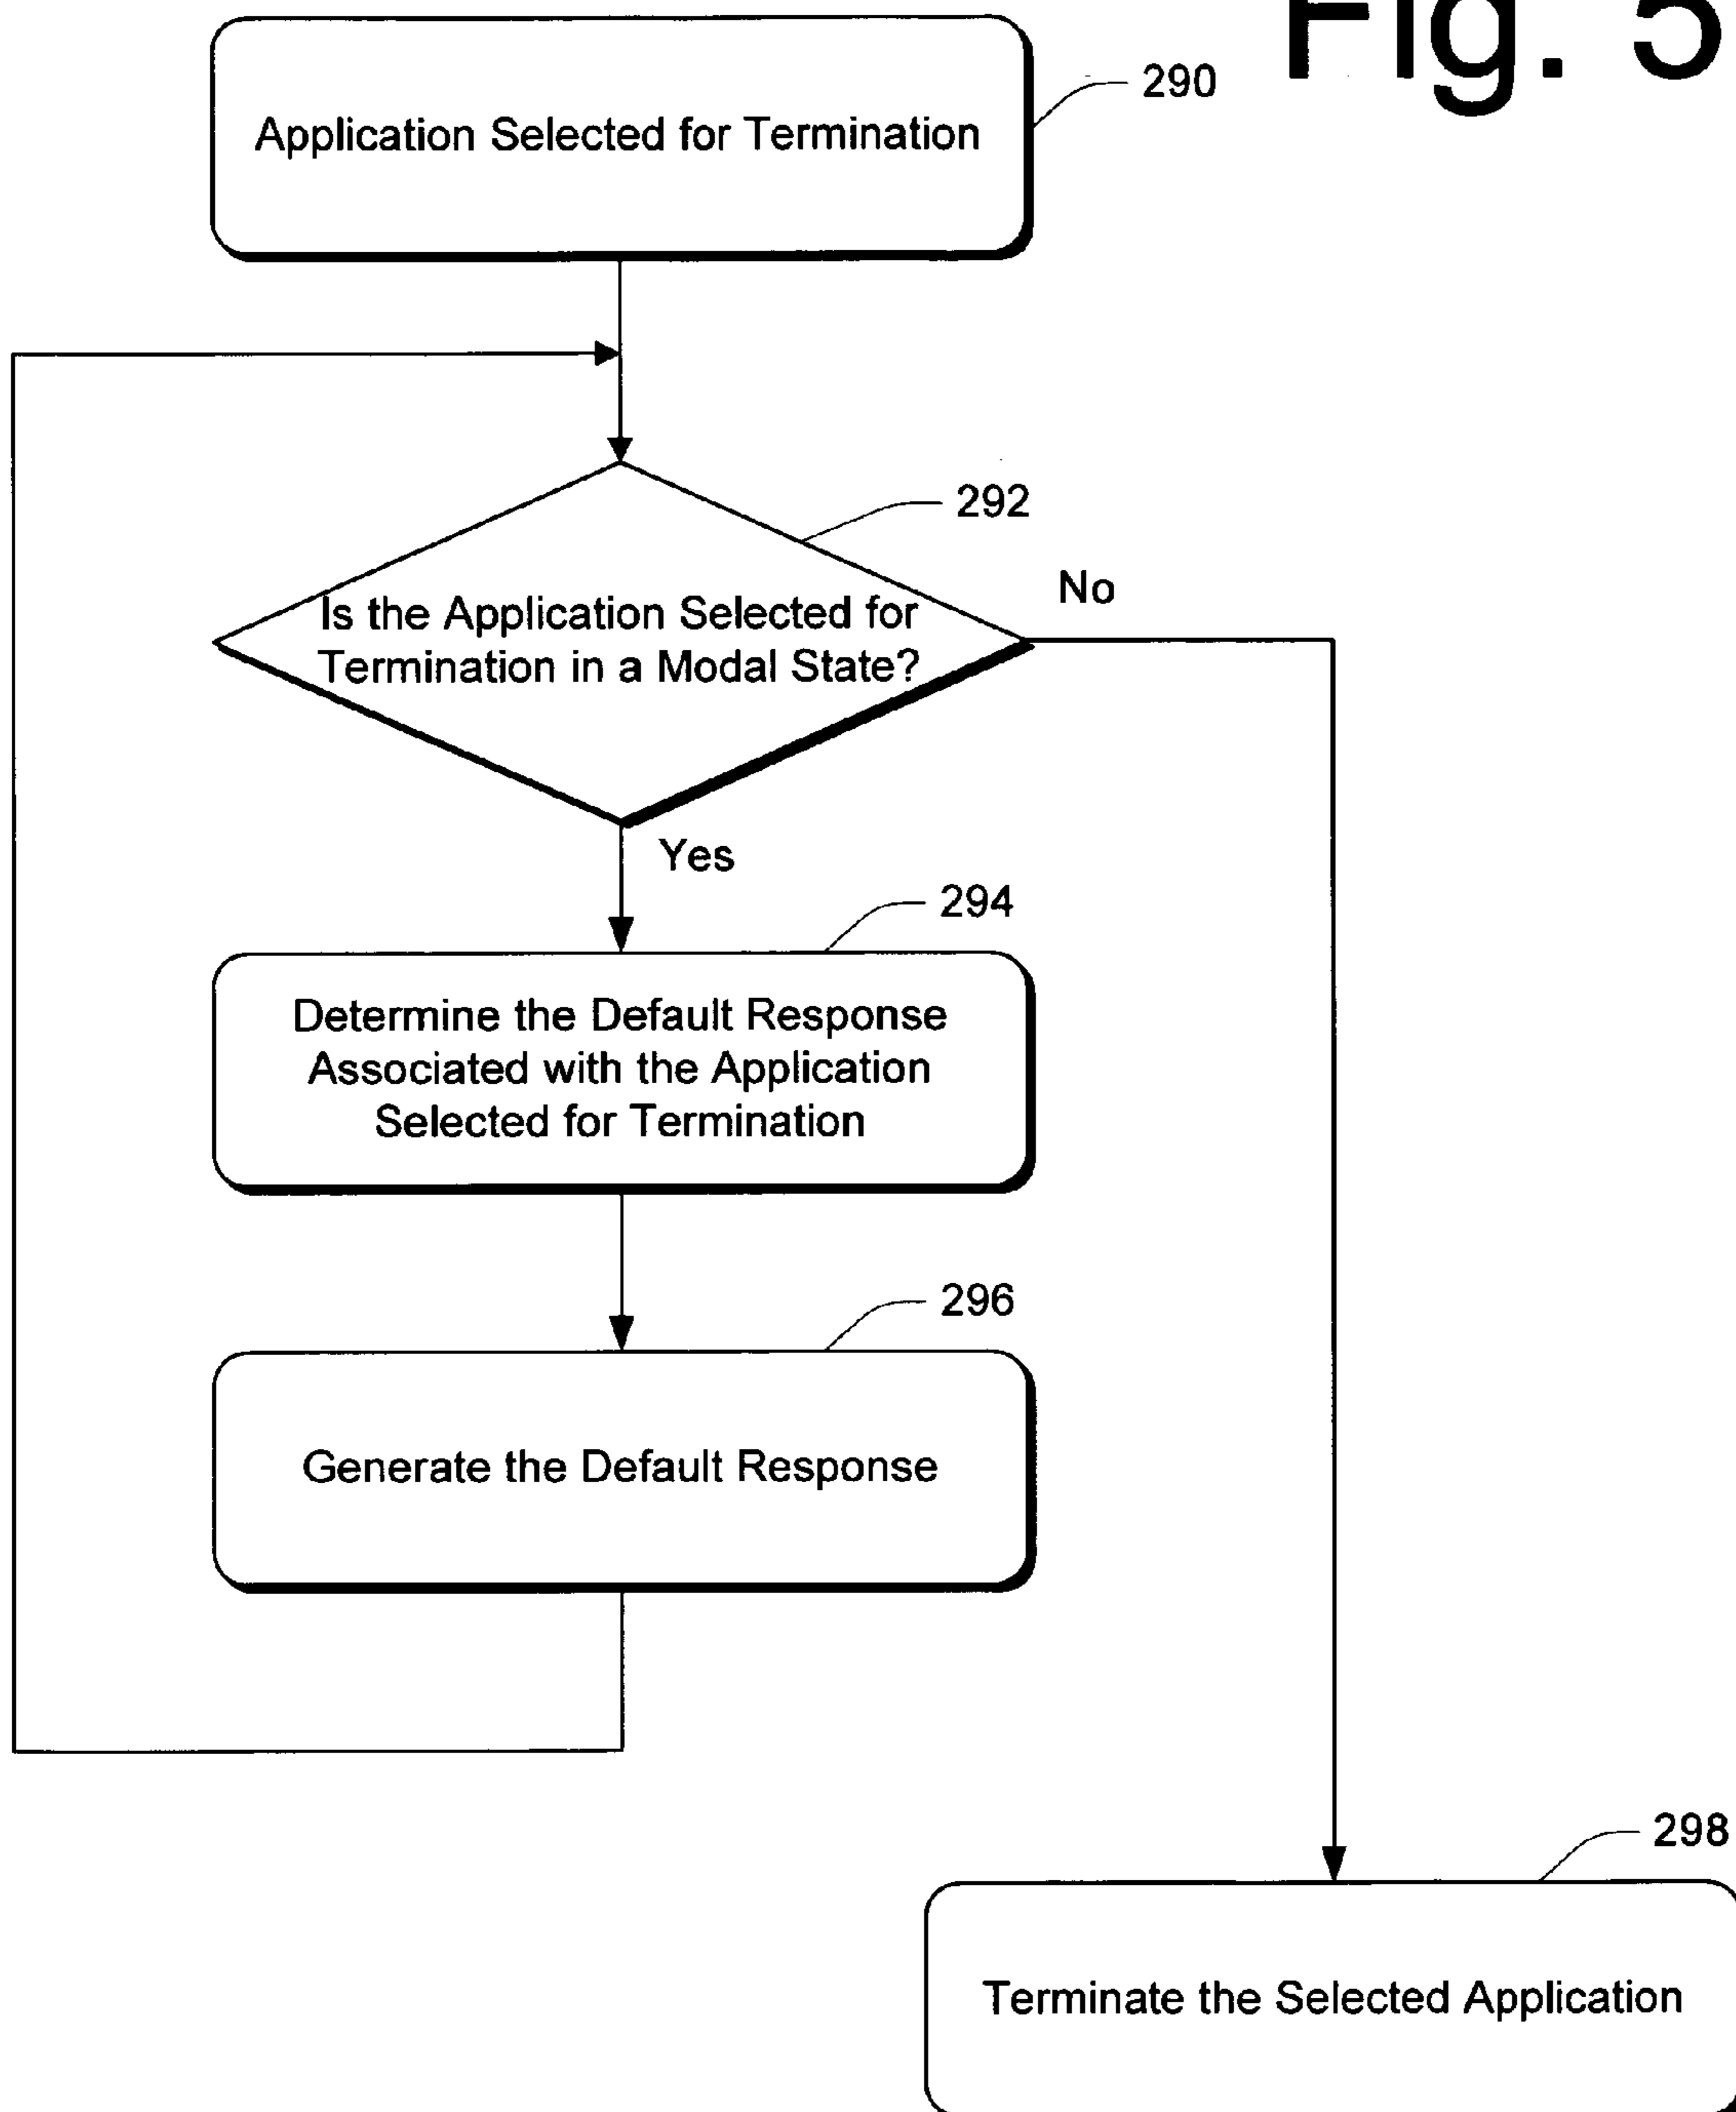 Fig. 5
290
Application Selected for Termination
292
No
Is the Application Selected for
Termination in a Modal State?
Yes
294
Determine the Default Response
Associated with the Application
Selected for Termination
296
Generate the Default Response
298
Terminate the Selected Application